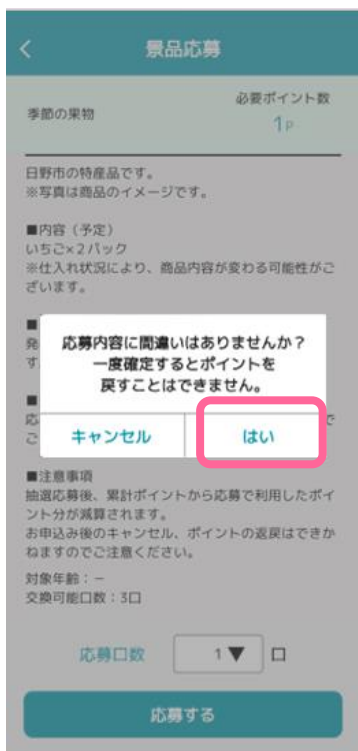 景品応募
季節の果物
必要ポイント数
1P
日野市の特産品です。
※写真は商品のイメージです。
■内容（予定）
いちご×2パック
※仕入れ状況により、商品内容が変わる可能性がご
ざいます。
■
発
す
応募内容に間違いはありませんか？
一度確定するとポイントを
戻すことはできません。
■
応
で
ご
キャンセル
はい
■注意事項
抽選応募後、累計ポイントから応募で利用したポイ
ント分が減算されます。
お申込み後のキャンセル、ポイントの返戻はできか
ねますのでご注意ください。
対象年齢：－
交換可能口数：3口
応募口数
1▼
口
応募する